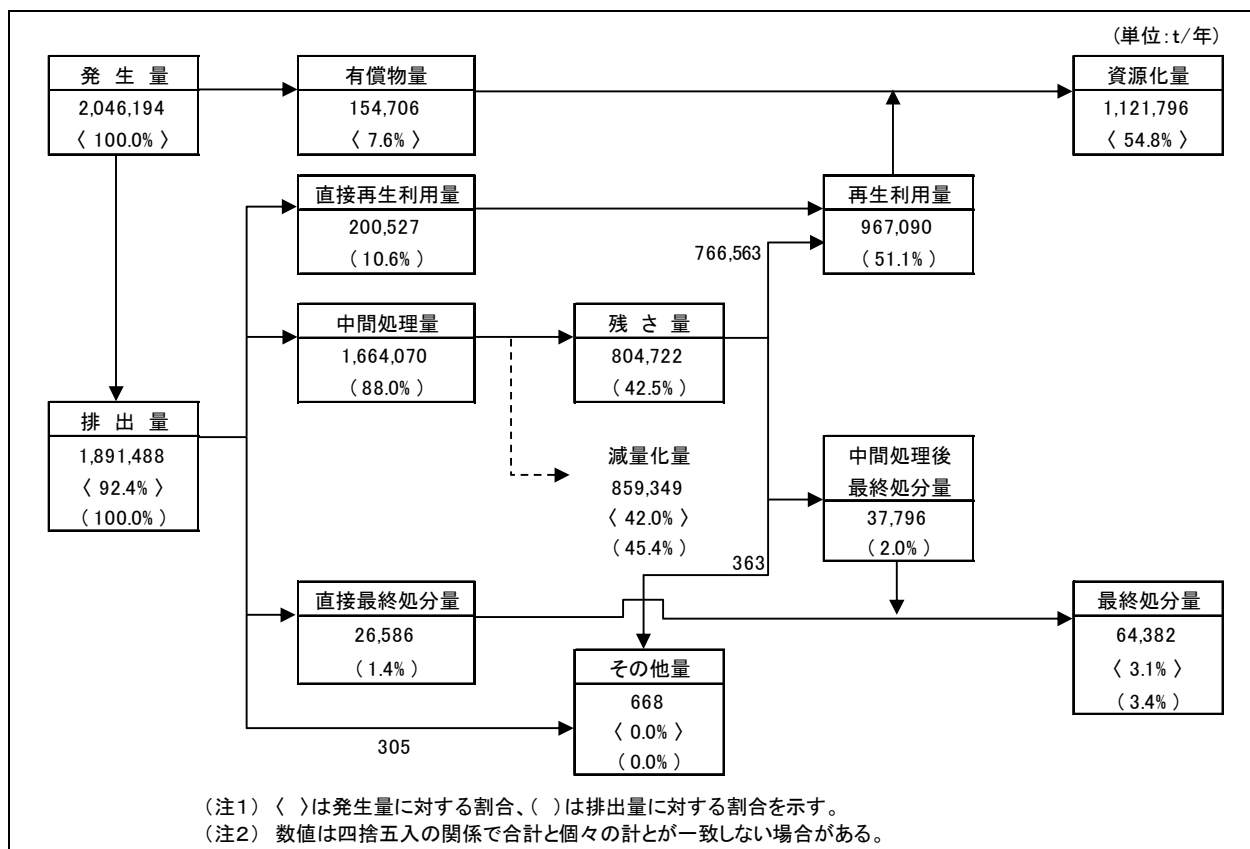 (単位:t/年)
発 生 量
2,046,194
〈 100.0% 〉
有償物量
154,706
〈 7.6% 〉
資源化量
1,121,796
〈 54.8% 〉
直接再生利用量
200,527
( 10.6% )
再生利用量
967,090
( 51.1% )
766,563
中間処理量
1,664,070
( 88.0% )
残 さ 量
804,722
( 42.5% )
排 出 量
1,891,488
〈 92.4% 〉
( 100.0% )
減量化量
859,349
〈 42.0% 〉
( 45.4% )
中間処理後
最終処分量
37,796
( 2.0% )
363
直接最終処分量
26,586
( 1.4% )
最終処分量
64,382
〈 3.1% 〉
( 3.4% )
その他量
668
〈 0.0% 〉
( 0.0% )
305
(注1) 〈 〉は発生量に対する割合、( )は排出量に対する割合を示す。
(注2) 数値は四捨五入の関係で合計と個々の計とが一致しない場合がある。